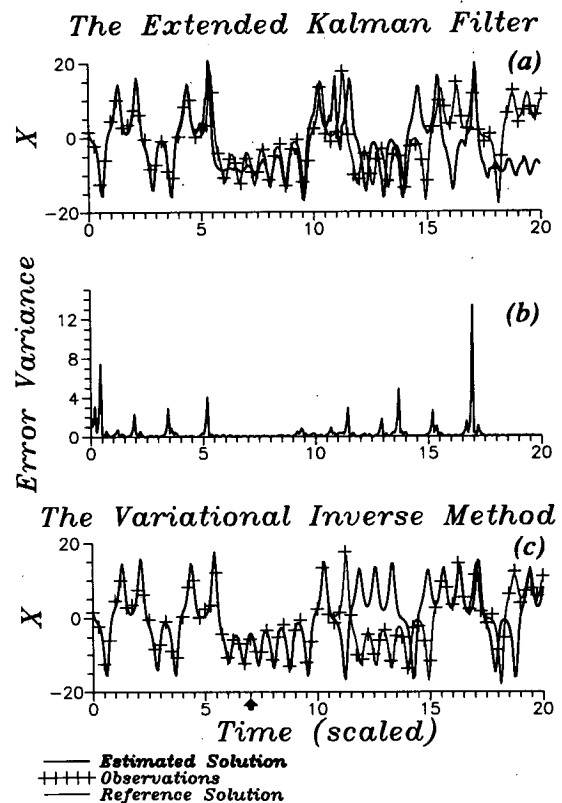 The Extended Kalman Filter
(a)
X
20
0
−20
0 5 10 15 20
(b)
Error Variance
12
8
4
0
0 5 10 15 20
The Variational Inverse Method
(c)
X
20
0
−20
0 5 10 15 20
Time (scaled)
Estimated Solution
Observations
Reference Solution